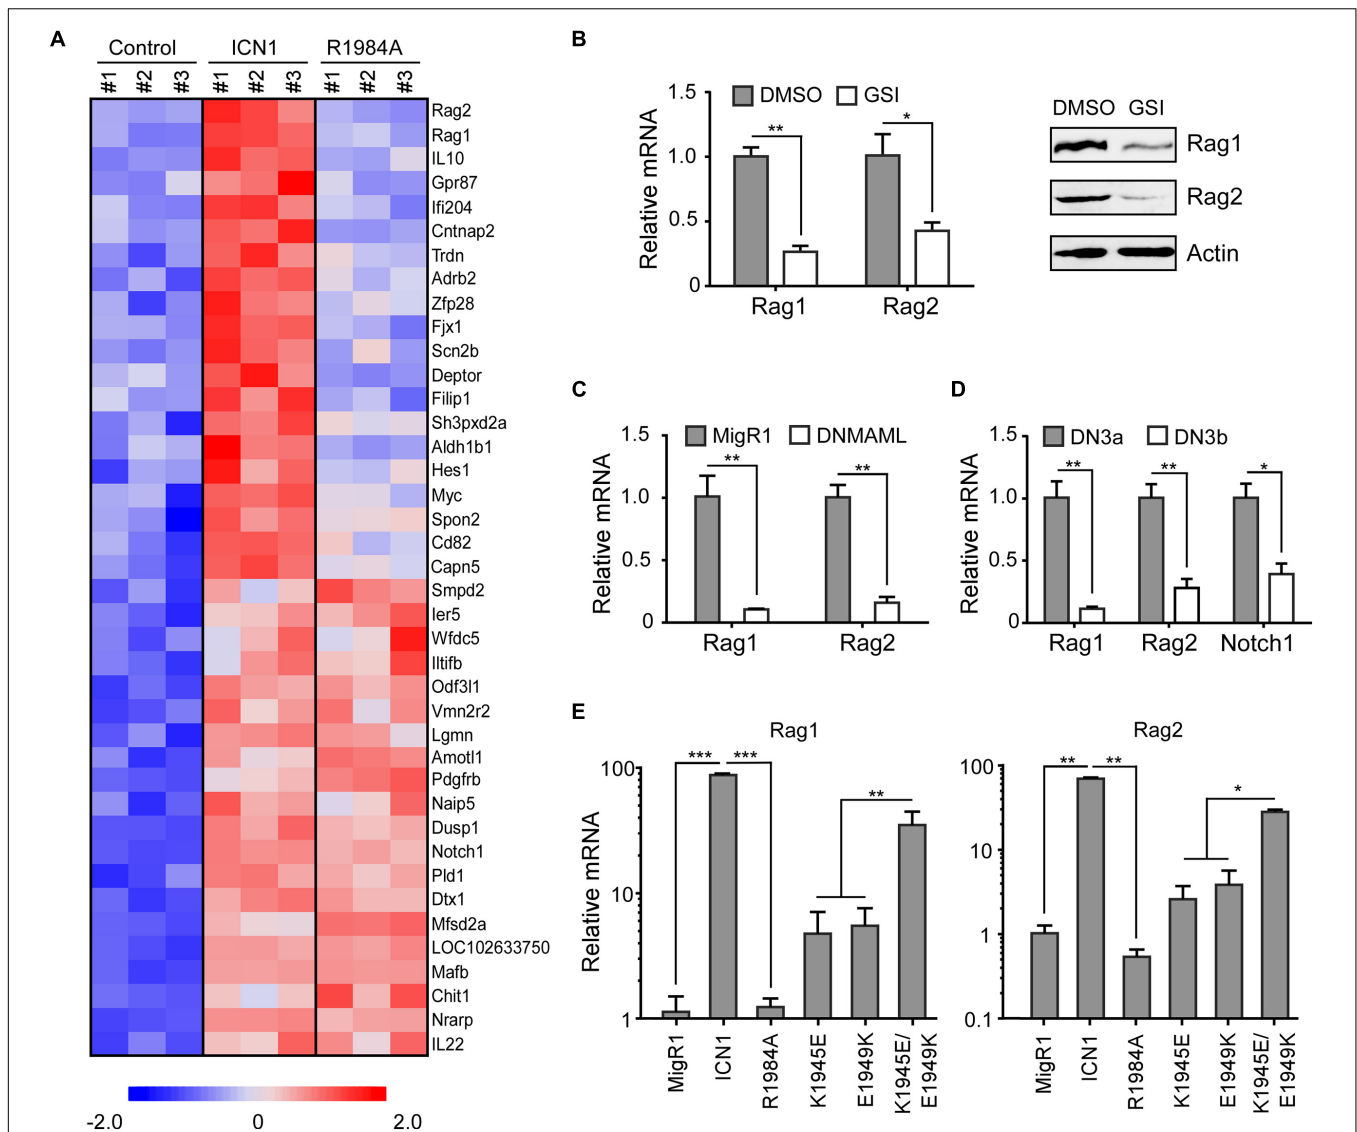 A
Control ICN1 R1984A
#1 #2 #3 #1 #2 #3 #1 #2 #3
Rag2
Rag1
IL10
Gpr87
Ifi204
Cntnap2
Trdn
Adrb2
Zfp28
Fjx1
Scn2b
Deptor
Filip1
Sh3pxd2a
Aldh1b1
Hes1
Myc
Spon2
Cd82
Capn5
Smpd2
Ier5
Wfdc5
Iltifb
Odf3l1
Vmn2r2
Lgmn
Amotl1
Pdgfrb
Naip5
Dusp1
Notch1
Pld1
Dtx1
Mfsd2a
LOC102633750
Mafb
Chit1
Nrarp
IL22
-2.0 0 2.0
B
Relative mRNA
1.5
1.0
0.5
0
DMSO GSI
** *
Rag1 Rag2
DMSO GSI
Rag1
Rag2
Actin
C
Relative mRNA
1.5
1.0
0.5
0
MigR1 DNMAML
** **
Rag1 Rag2
D
Relative mRNA
1.5
1.0
0.5
0
DN3a DN3b
** ** *
Rag1 Rag2 Notch1
E
Rag1
Relative mRNA
100
10
1
*** *** **
MigR1
ICN1
R1984A
K1945E
E1949K
K1945E/
E1949K
Rag2
100
10
1
0.1
** ** *
MigR1
ICN1
R1984A
K1945E
E1949K
K1945E/
E1949K